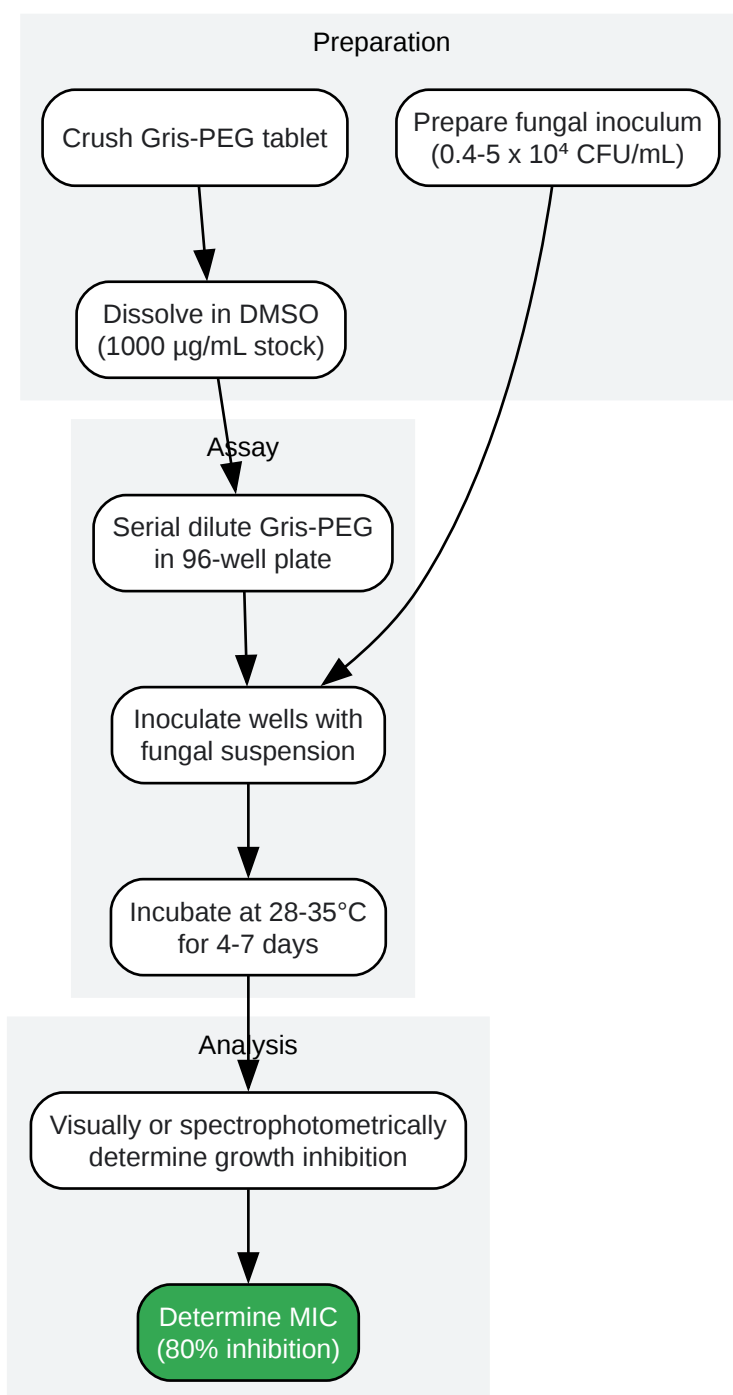 Preparation
Crush Gris-PEG tablet
Prepare fungal inoculum
(0.4-5 x 10⁴ CFU/mL)
Dissolve in DMSO
(1000 µg/mL stock)
Assay
Serial dilute Gris-PEG
in 96-well plate
Inoculate wells with
fungal suspension
Incubate at 28-35°C
for 4-7 days
Analysis
Visually or spectrophotometrically
determine growth inhibition
Determine MIC
(80% inhibition)